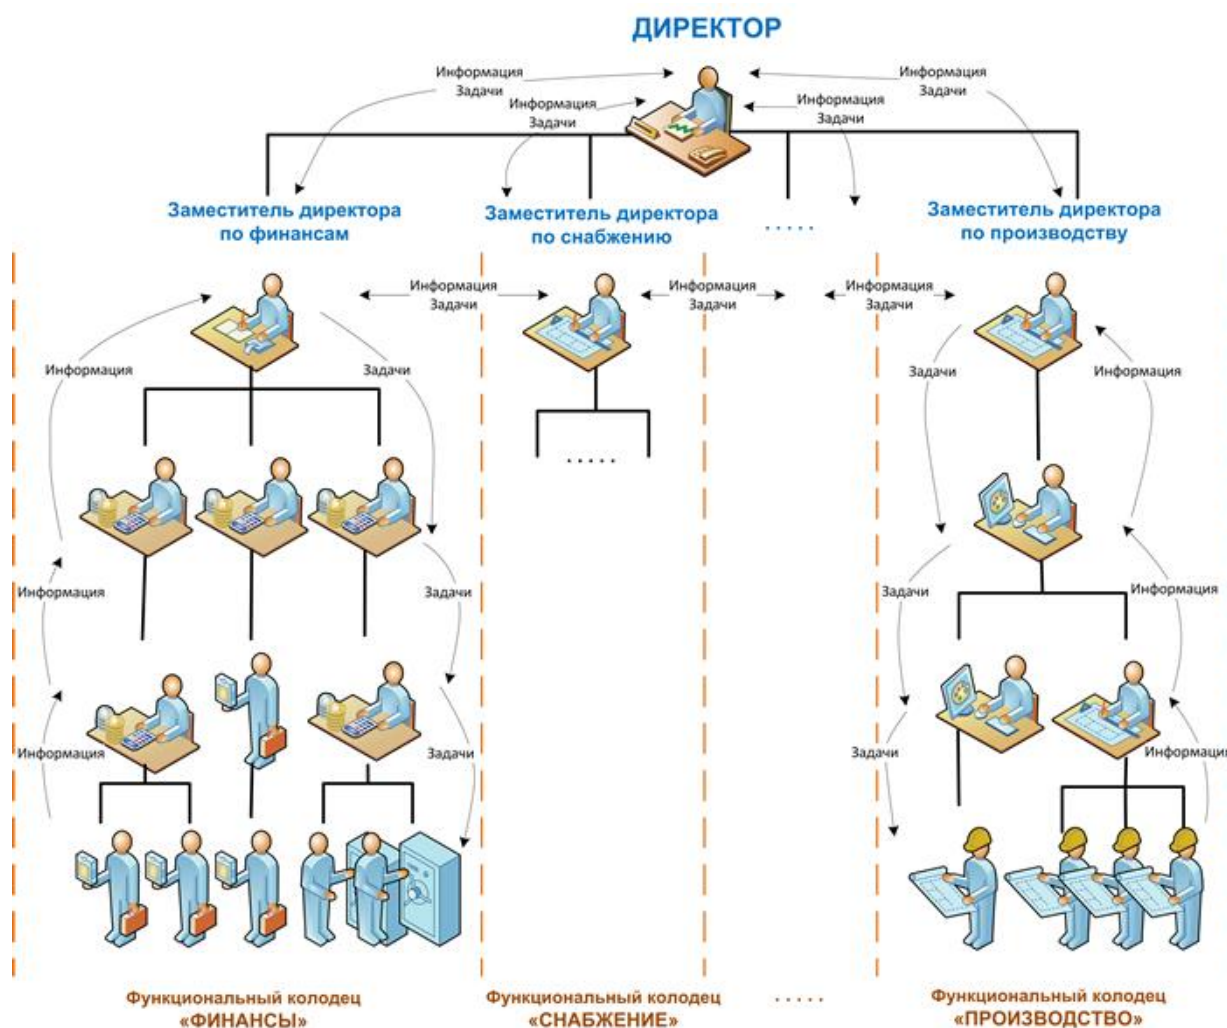 ДИРЕКТОР
Информация
Задачи
Информация
Задачи
Информация
Задачи
Информация
Задачи
Заместитель директора
по финансам
Заместитель директора
по снабжению
. . . . .
Заместитель директора
по производству
Информация
Задачи
Информация
Задачи
Информация
Задачи
Информация
Задачи
Задачи
Информация
. . . . .
Информация
Задачи
Задачи
Информация
Информация
Задачи
Задачи
Информация
Функциональный колодец
«ФИНАНСЫ»
Функциональный колодец
«СНАБЖЕНИЕ»
. . . . .
Функциональный колодец
«ПРОИЗВОДСТВО»